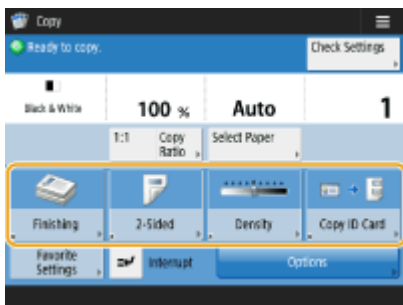 Copy
Ready to copy.
Check Settings
Black & White
100 %
Auto
1
1:1
Copy
Ratio
Select Paper
Finishing
2-Sided
Density
Copy ID Card
Favorite
Settings
Interrupt
Options